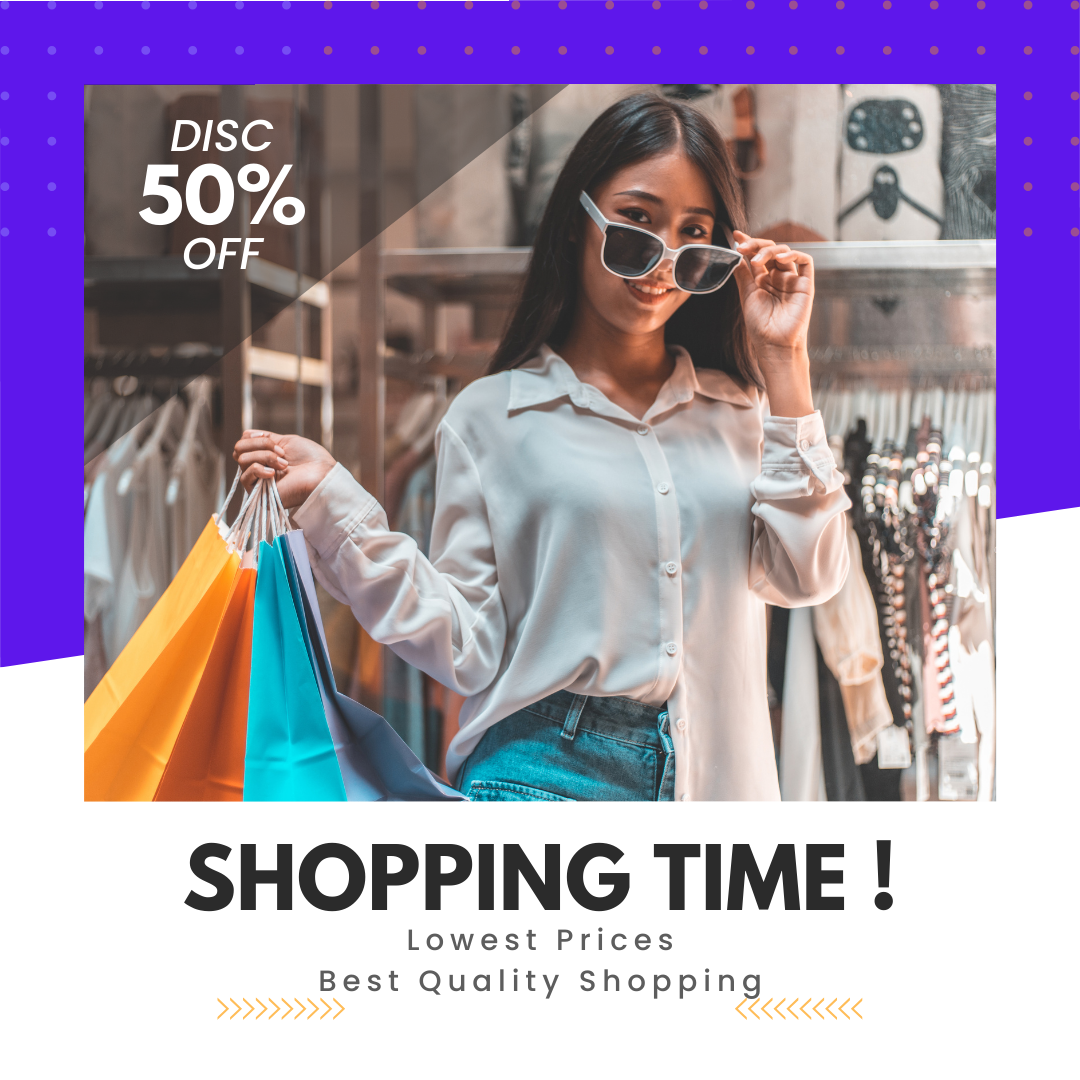 DISC
50%
OFF
SHOPPING TIME !
Lowest Prices
Best Quality Shopping